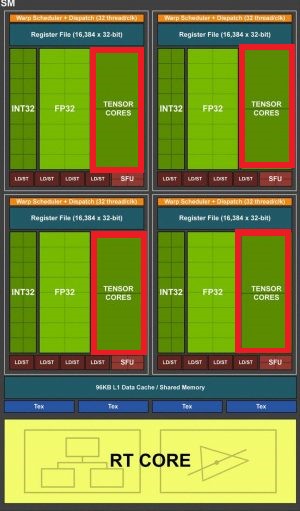 SM
Warp Scheduler + Dispatch (32 thread/clk)
Register File (16,384 x 32-bit)
INT32
FP32
TENSOR
CORES
LD/ST
LD/ST
LD/ST
LD/ST
SFU
Warp Scheduler + Dispatch (32 thread/clk)
Register File (16,384 x 32-bit)
INT32
FP32
TENSOR
CORES
LD/ST
LD/ST
LD/ST
LD/ST
SFU
Warp Scheduler + Dispatch (32 thread/clk)
Register File (16,384 x 32-bit)
INT32
FP32
TENSOR
CORES
LD/ST
LD/ST
LD/ST
LD/ST
SFU
Warp Scheduler + Dispatch (32 thread/clk)
Register File (16,384 x 32-bit)
INT32
FP32
TENSOR
CORES
LD/ST
LD/ST
LD/ST
LD/ST
SFU
96KB L1 Data Cache / Shared Memory
Tex
Tex
Tex
Tex
RT CORE